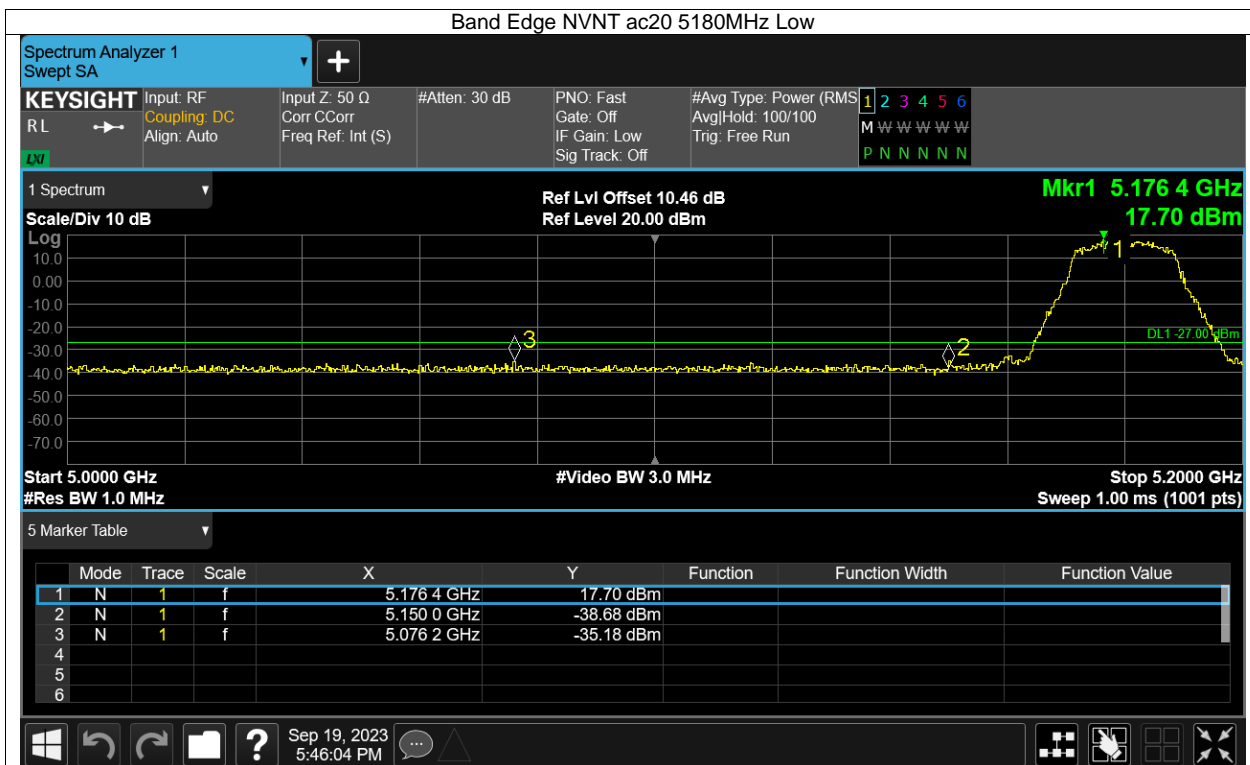 Band Edge NVNT ac20 5180MHz Low
Spectrum Analyzer 1
Swept SA
KEYSIGHT Input: RF Input Z: 50 Ω #Atten: 30 dB PNO: Fast #Avg Type: Power (RMS 1 2 3 4 5 6
RL Coupling: DC Corr CCorr Gate: Off Avg|Hold: 100/100 M W W W W W
Align: Auto Freq Ref: Int (S) IF Gain: Low Trig: Free Run
LXI Sig Track: Off P N N N N N
1 Spectrum Ref Lvl Offset 10.46 dB Mkr1 5.176 4 GHz
Scale/Div 10 dB Ref Level 20.00 dBm 17.70 dBm
Log
10.0
0.00
-10.0
-20.0
-30.0
-40.0
-50.0
-60.0
-70.0
1
DL1 -27.00 dBm
3
2
Start 5.0000 GHz #Video BW 3.0 MHz Stop 5.2000 GHz
#Res BW 1.0 MHz Sweep 1.00 ms (1001 pts)
5 Marker Table
Mode Trace Scale X Y Function Function Width Function Value
1 N 1 f 5.176 4 GHz 17.70 dBm
2 N 1 f 5.150 0 GHz -38.68 dBm
3 N 1 f 5.076 2 GHz -35.18 dBm
4
5
6
? Sep 19, 2023
5:46:04 PM